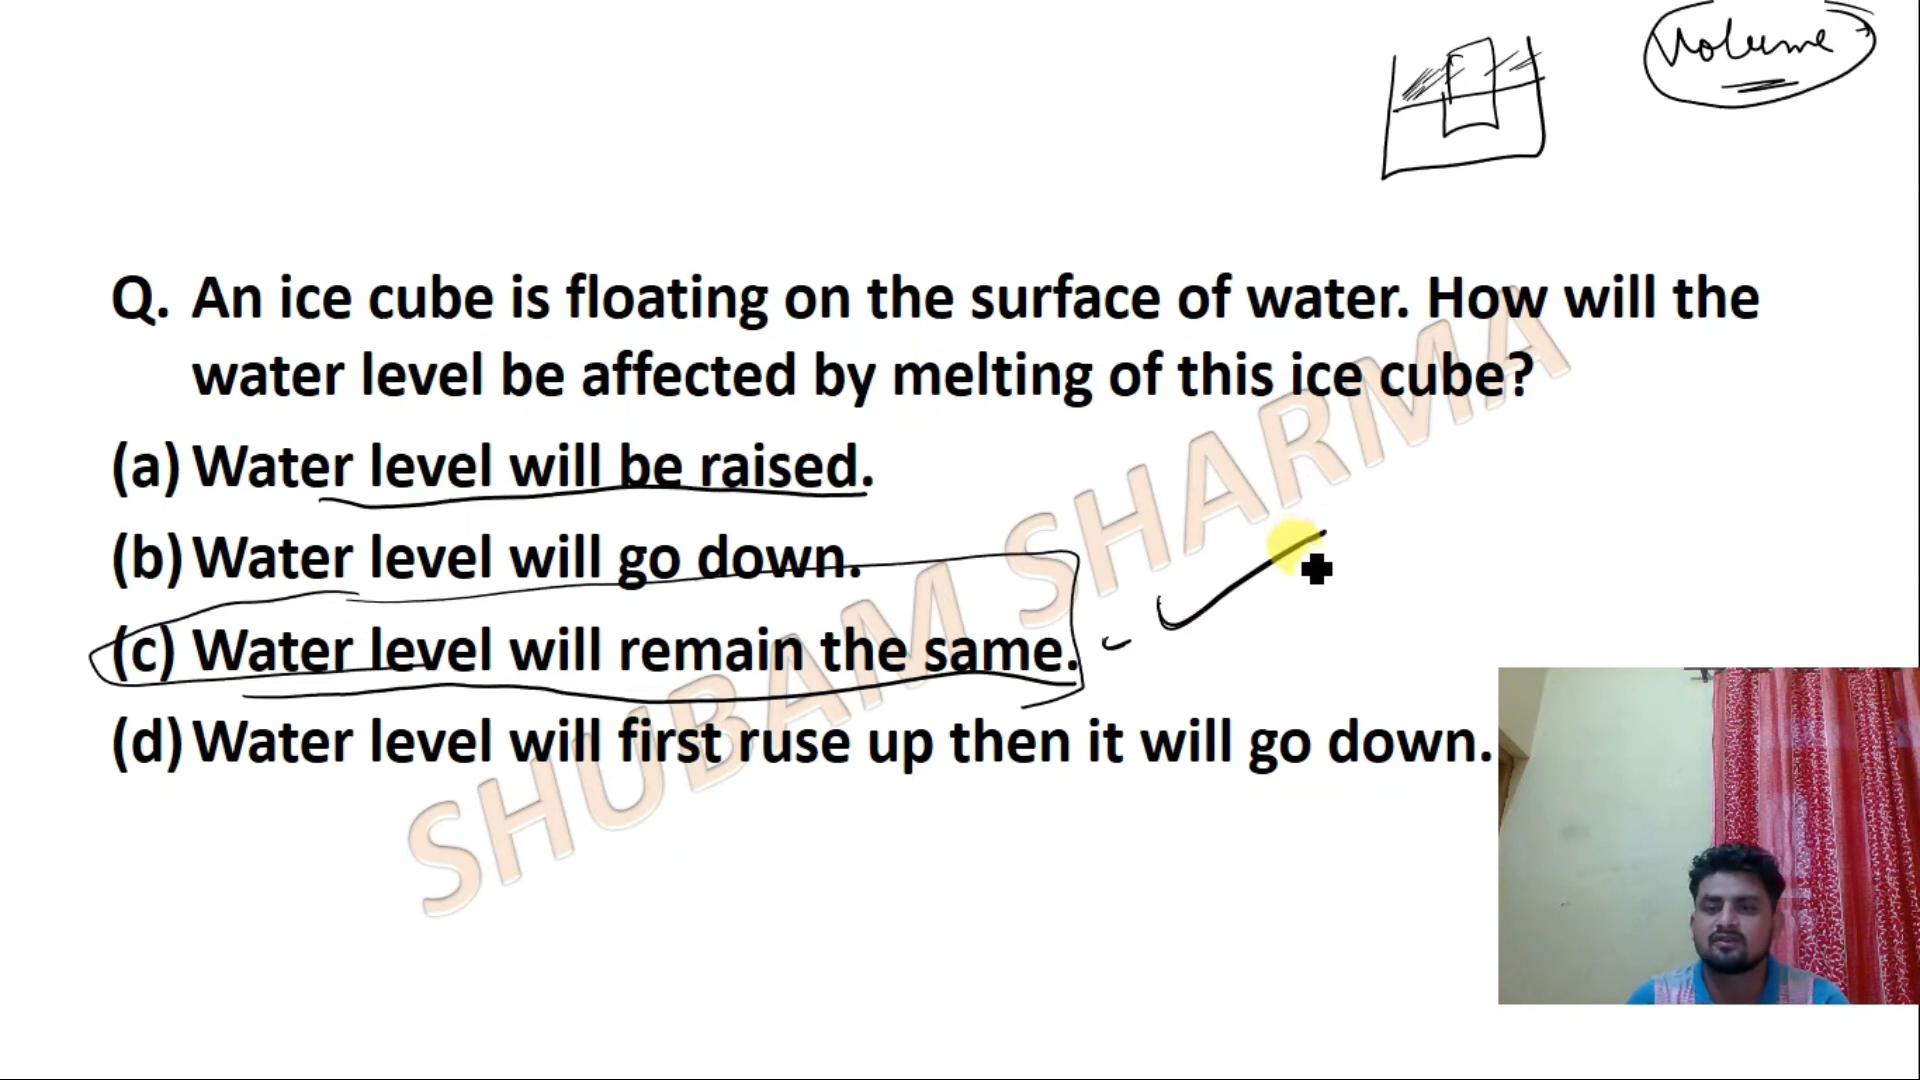 Volume
Q. An ice cube is floating on the surface of water. How will the
water level be affected by melting of this ice cube?
(a) Water level will be raised.
(b) Water level will go down.
(c) Water level will remain the same.
(d) Water level will first ruse up then it will go down.
SHUBAM SHARMA